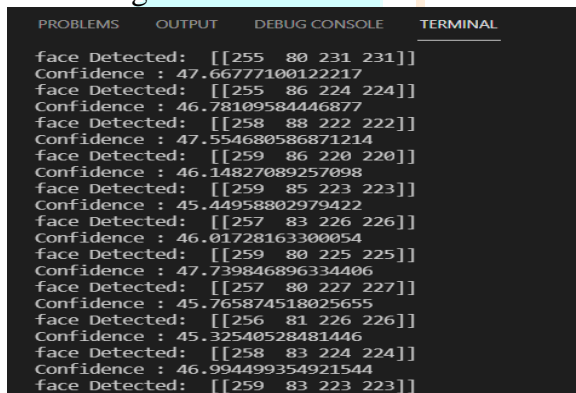 PROBLEMS OUTPUT DEBUG CONSOLE TERMINAL
face Detected: [[255 80 231 231]]
Confidence : 47.66777100122217
face Detected: [[255 86 224 224]]
Confidence : 46.78109584446877
face Detected: [[258 88 222 222]]
Confidence : 47.554680586871214
face Detected: [[259 86 220 220]]
Confidence : 46.14827089257098
face Detected: [[259 85 223 223]]
Confidence : 45.44958802979422
face Detected: [[257 83 226 226]]
Confidence : 46.01728163300054
face Detected: [[259 80 225 225]]
Confidence : 47.739846896334406
face Detected: [[257 80 227 227]]
Confidence : 45.765874518025655
face Detected: [[256 81 226 226]]
Confidence : 45.32540528481446
face Detected: [[258 83 224 224]]
Confidence : 46.994499354921544
face Detected: [[259 83 223 223]]